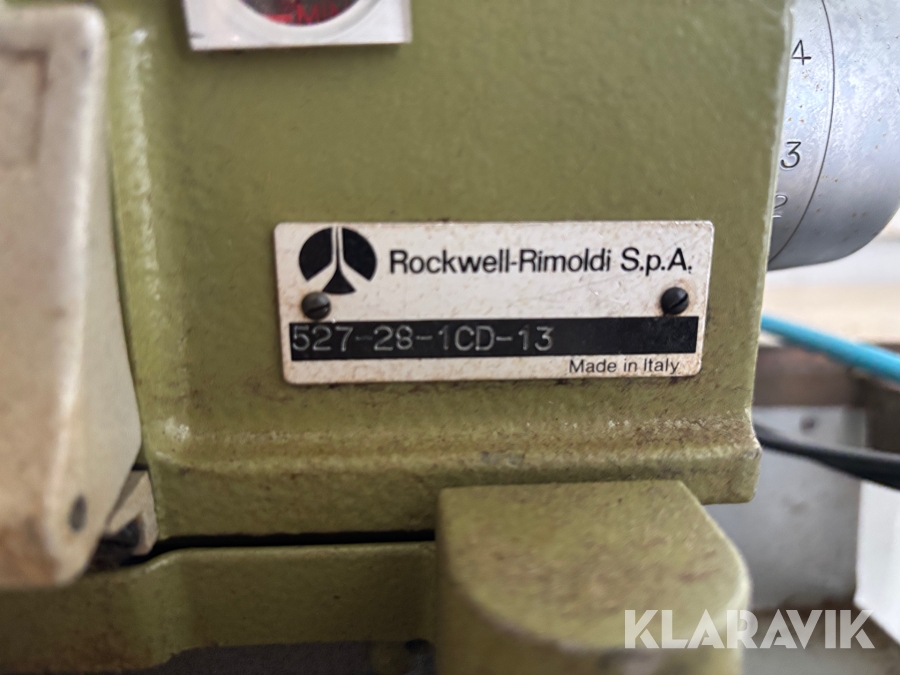 4
3
2
Rockwell-Rimoldi S.p.A.
527-28-1CD-13
Made in Italy
KLARAVIK